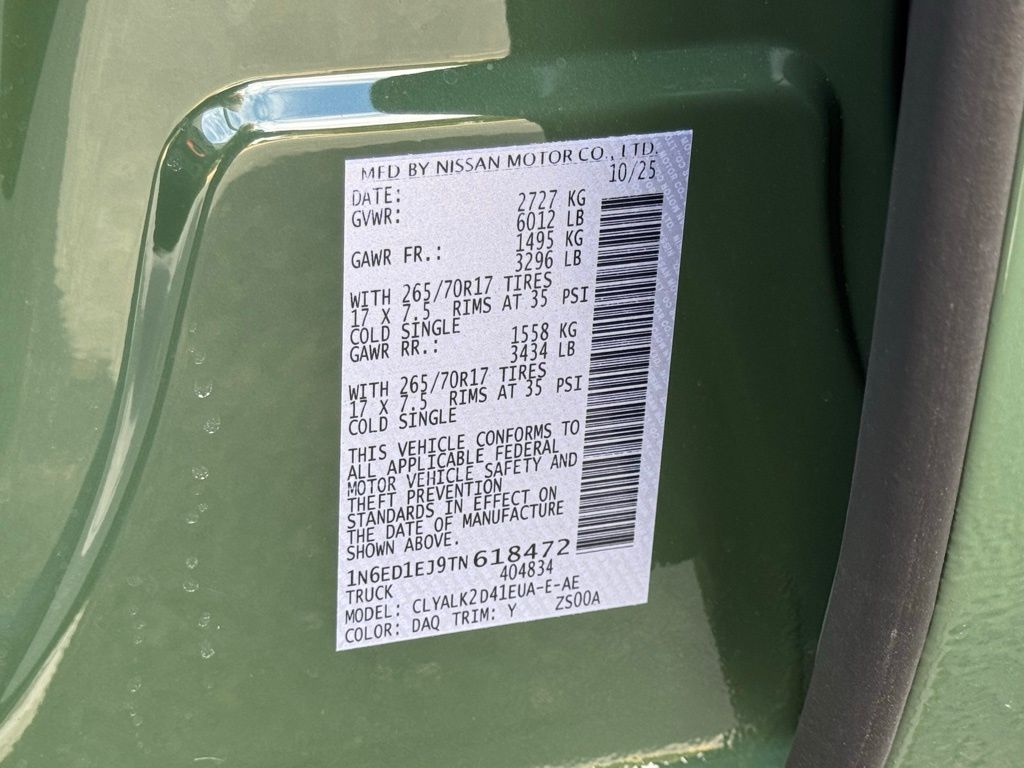 MFD BY NISSAN MOTOR CO., LTD.
DATE: 10/25
GVWR: 2727 KG
6012 LB
GAWR FR.: 1495 KG
3296 LB
WITH 265/70R17 TIRES
17 X 7.5 RIMS AT 35 PSI
COLD SINGLE
GAWR RR.: 1558 KG
3434 LB
WITH 265/70R17 TIRES
17 X 7.5 RIMS AT 35 PSI
COLD SINGLE
THIS VEHICLE CONFORMS TO
ALL APPLICABLE FEDERAL
MOTOR VEHICLE SAFETY AND
THEFT PREVENTION
STANDARDS IN EFFECT ON
THE DATE OF MANUFACTURE
SHOWN ABOVE.
1N6ED1EJ9TN618472
TRUCK 404834
MODEL: CLYALK2D41EUA-E-AE
COLOR: DAQ TRIM: Y ZS00A